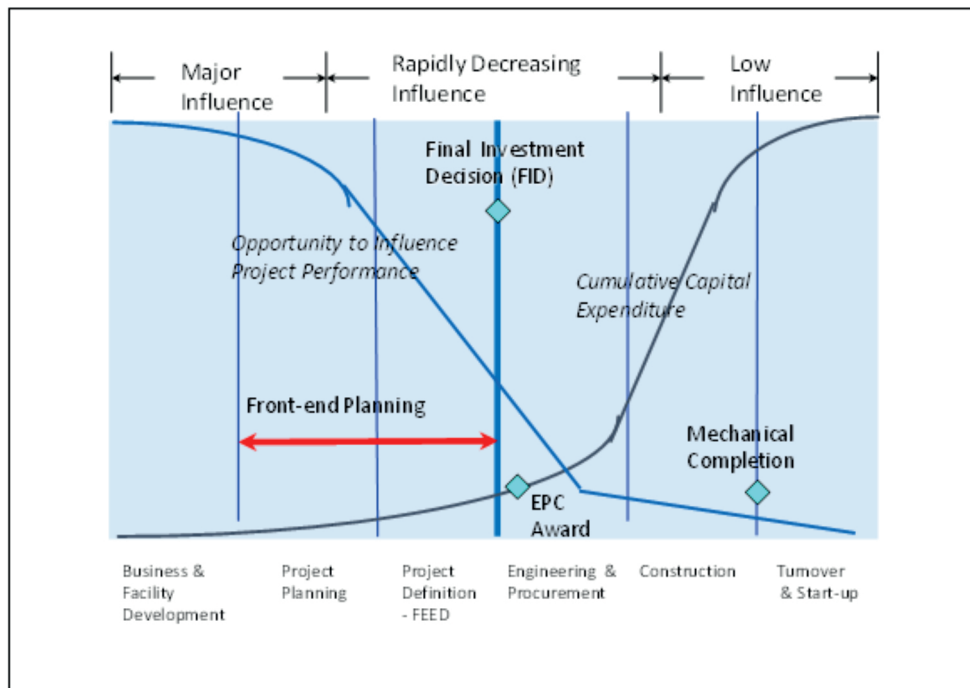 Major
Influence
Rapidly Decreasing
Influence
Low
Influence
Final Investment
Decision (FID)
Opportunity to Influence
Project Performance
Cumulative Capital
Expenditure
Front-end Planning
Mechanical
Completion
EPC
Award
Business &
Facility
Development
Project
Planning
Project
Definition
- FEED
Engineering &
Procurement
Construction
Turnover
& Start-up